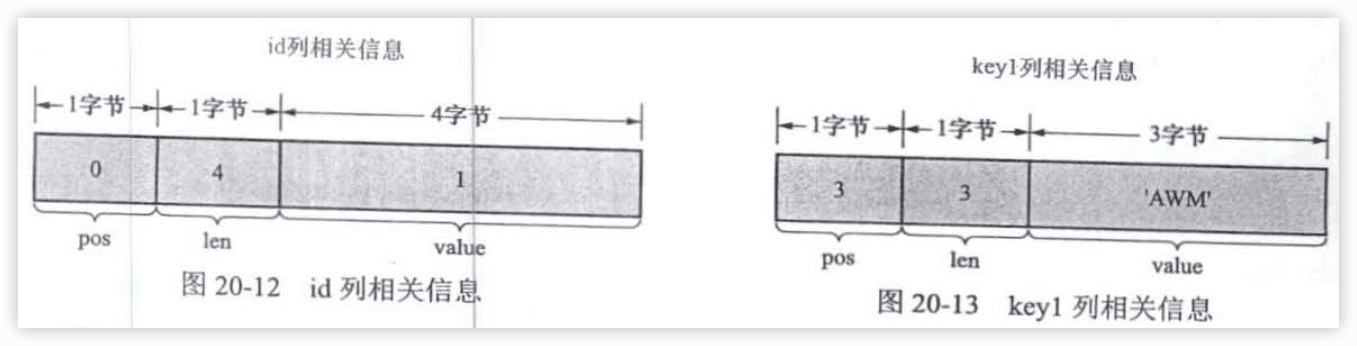 id列相关信息
1字节 1字节 4字节
0 4 1
pos len value
图 20-12 id 列相关信息
key1列相关信息
1字节 1字节 3字节
3 3 'AWM'
pos len value
图 20-13 key1 列相关信息